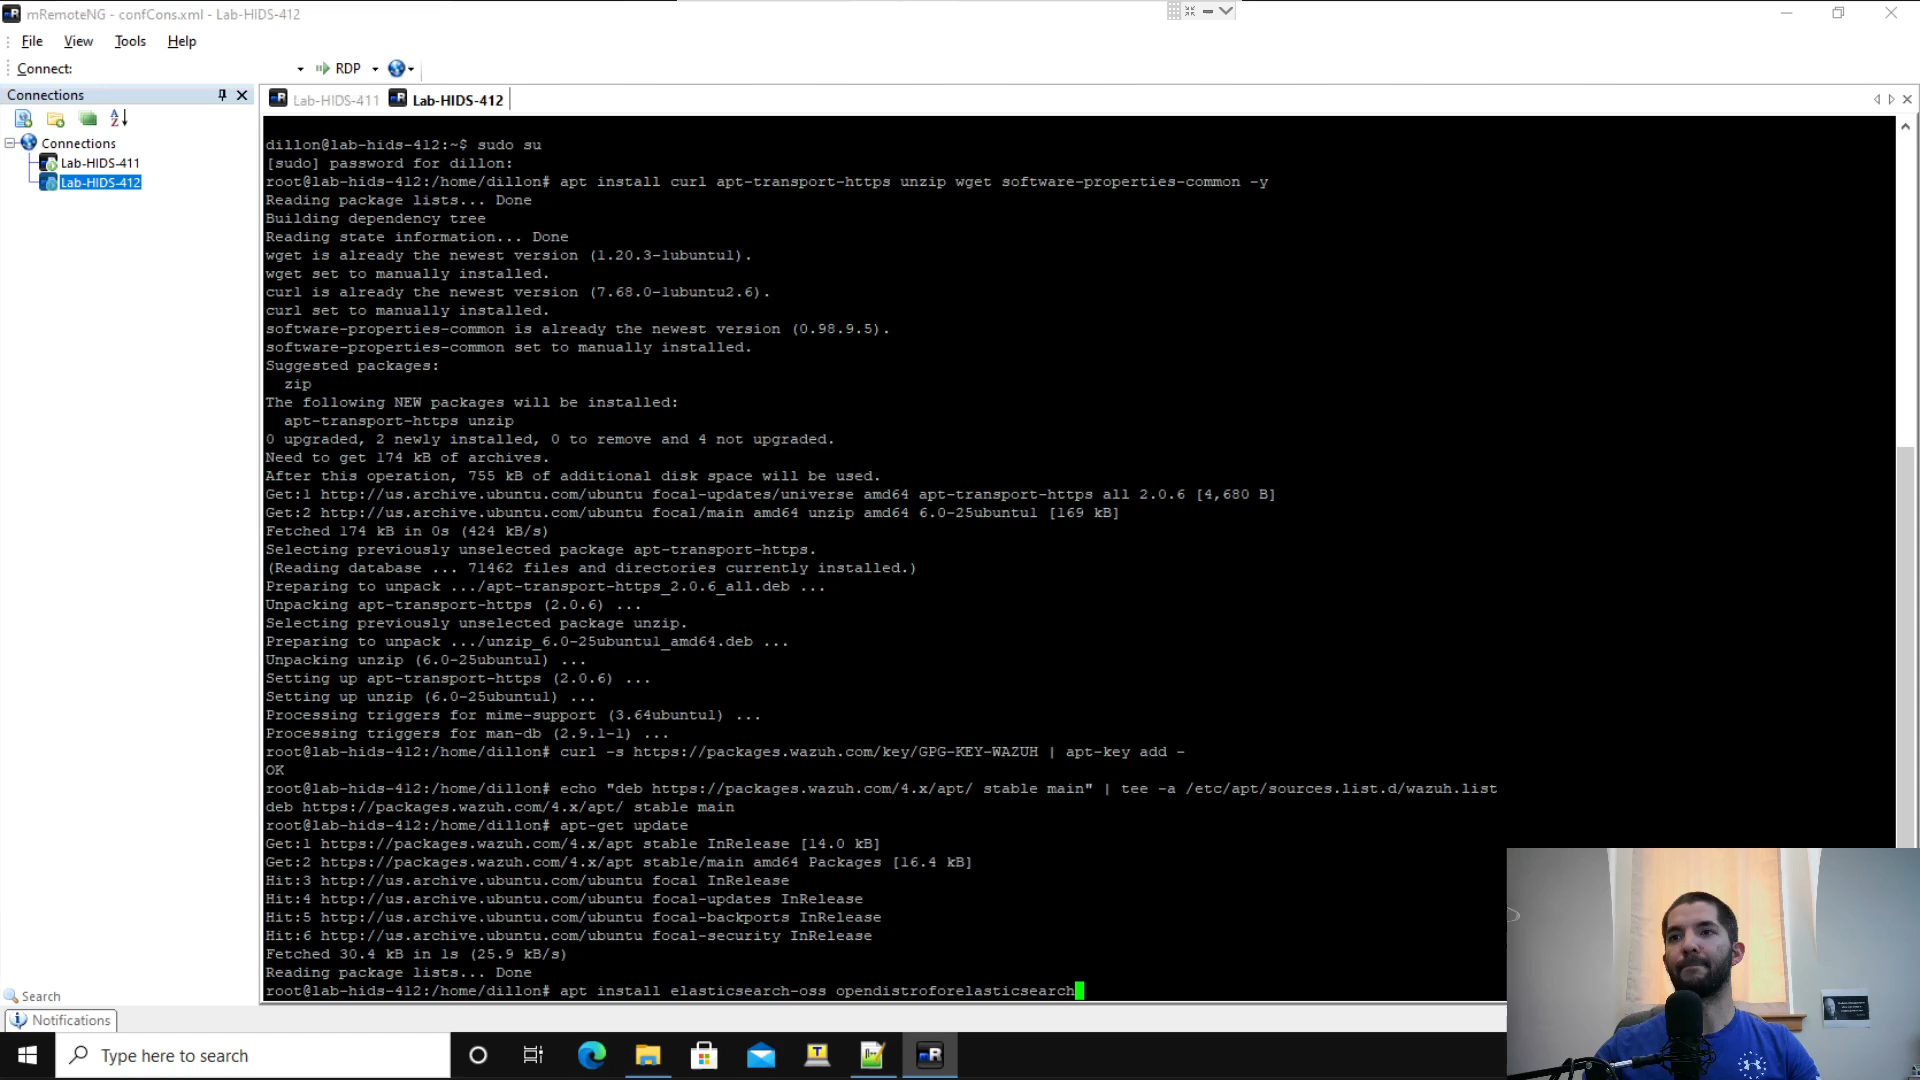 mRemoteNG - confCons.xml - Lab-HIDS-412
File View Tools Help
Connect: RDP
Connections
Lab-HIDS-411 Lab-HIDS-412
Connections
Lab-HIDS-411
Lab-HIDS-412
dillon@lab-hids-412:~$ sudo su
[sudo] password for dillon:
root@lab-hids-412:/home/dillon# apt install curl apt-transport-https unzip wget software-properties-common -y
Reading package lists... Done
Building dependency tree
Reading state information... Done
wget is already the newest version (1.20.3-1ubuntu1).
wget set to manually installed.
curl is already the newest version (7.68.0-1ubuntu2.6).
curl set to manually installed.
software-properties-common is already the newest version (0.98.9.5).
software-properties-common set to manually installed.
Suggested packages:
zip
The following NEW packages will be installed:
apt-transport-https unzip
0 upgraded, 2 newly installed, 0 to remove and 4 not upgraded.
Need to get 174 kB of archives.
After this operation, 755 kB of additional disk space will be used.
Get:1 http://us.archive.ubuntu.com/ubuntu focal-updates/universe amd64 apt-transport-https all 2.0.6 [4,680 B]
Get:2 http://us.archive.ubuntu.com/ubuntu focal/main amd64 unzip amd64 6.0-25ubuntu1 [169 kB]
Fetched 174 kB in 0s (424 kB/s)
Selecting previously unselected package apt-transport-https.
(Reading database ... 71462 files and directories currently installed.)
Preparing to unpack .../apt-transport-https_2.0.6_all.deb ...
Unpacking apt-transport-https (2.0.6) ...
Selecting previously unselected package unzip.
Preparing to unpack .../unzip_6.0-25ubuntu1_amd64.deb ...
Unpacking unzip (6.0-25ubuntu1) ...
Setting up apt-transport-https (2.0.6) ...
Setting up unzip (6.0-25ubuntu1) ...
Processing triggers for mime-support (3.64ubuntu1) ...
Processing triggers for man-db (2.9.1-1) ...
root@lab-hids-412:/home/dillon# curl -s https://packages.wazuh.com/key/GPG-KEY-WAZUH | apt-key add -
OK
root@lab-hids-412:/home/dillon# echo "deb https://packages.wazuh.com/4.x/apt/ stable main" | tee -a /etc/apt/sources.list.d/wazuh.list
deb https://packages.wazuh.com/4.x/apt/ stable main
root@lab-hids-412:/home/dillon# apt-get update
Get:1 https://packages.wazuh.com/4.x/apt stable InRelease [14.0 kB]
Get:2 https://packages.wazuh.com/4.x/apt stable/main amd64 Packages [16.4 kB]
Hit:3 http://us.archive.ubuntu.com/ubuntu focal InRelease
Hit:4 http://us.archive.ubuntu.com/ubuntu focal-updates InRelease
Hit:5 http://us.archive.ubuntu.com/ubuntu focal-backports InRelease
Hit:6 http://us.archive.ubuntu.com/ubuntu focal-security InRelease
Fetched 30.4 kB in 1s (25.9 kB/s)
Reading package lists... Done
root@lab-hids-412:/home/dillon# apt install elasticsearch-oss opendistroforelasticsearch
Search
Notifications
Type here to search